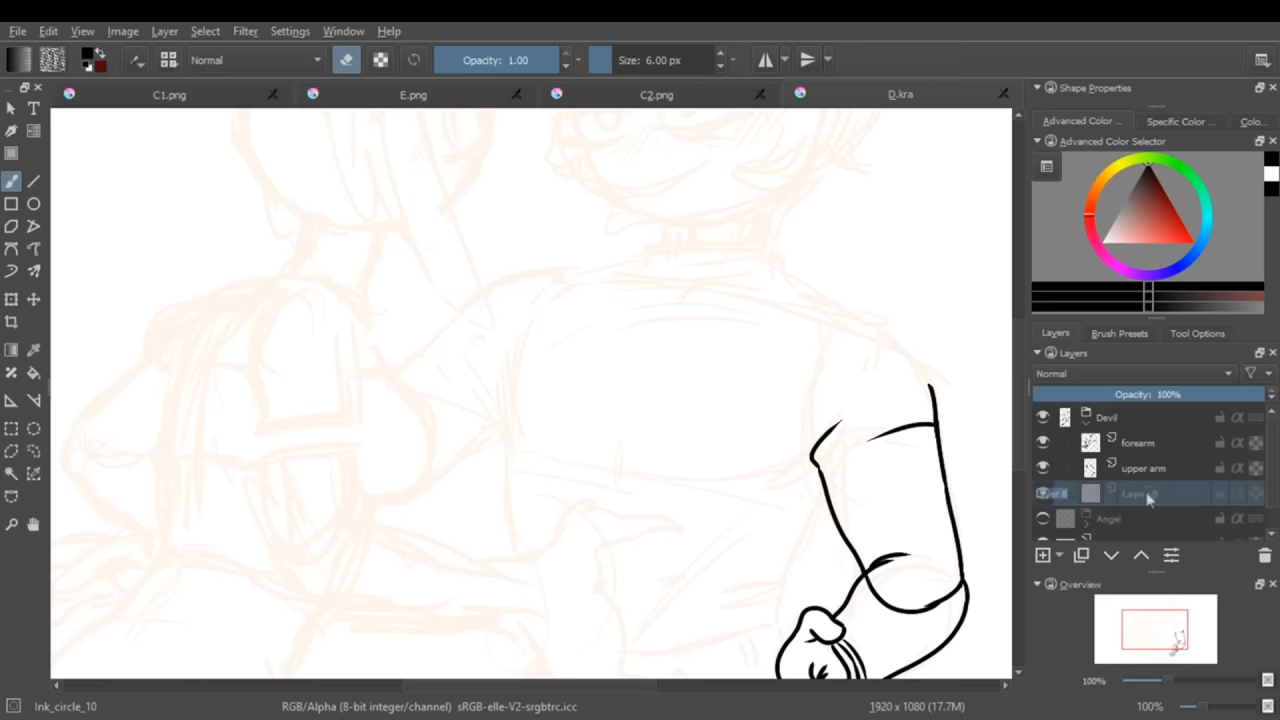 File Edit View Image Layer Select Filter Settings Window Help
Normal Opacity: 1.00 Size: 6.00 px
C1.png E.png C2.png D.kra
Shape Properties
Advanced Color ... Specific Color ... Colo...
Advanced Color Selector
Layers Brush Presets Tool Options
Layers
Normal
Opacity: 100%
Devil
forearm
upper arm
Angel
Overview
100%
Ink_circle_10 RGB/Alpha (8-bit integer/channel) sRGB-elle-V2-srgbtrc.icc 1920 x 1080 (17.7M) 100%